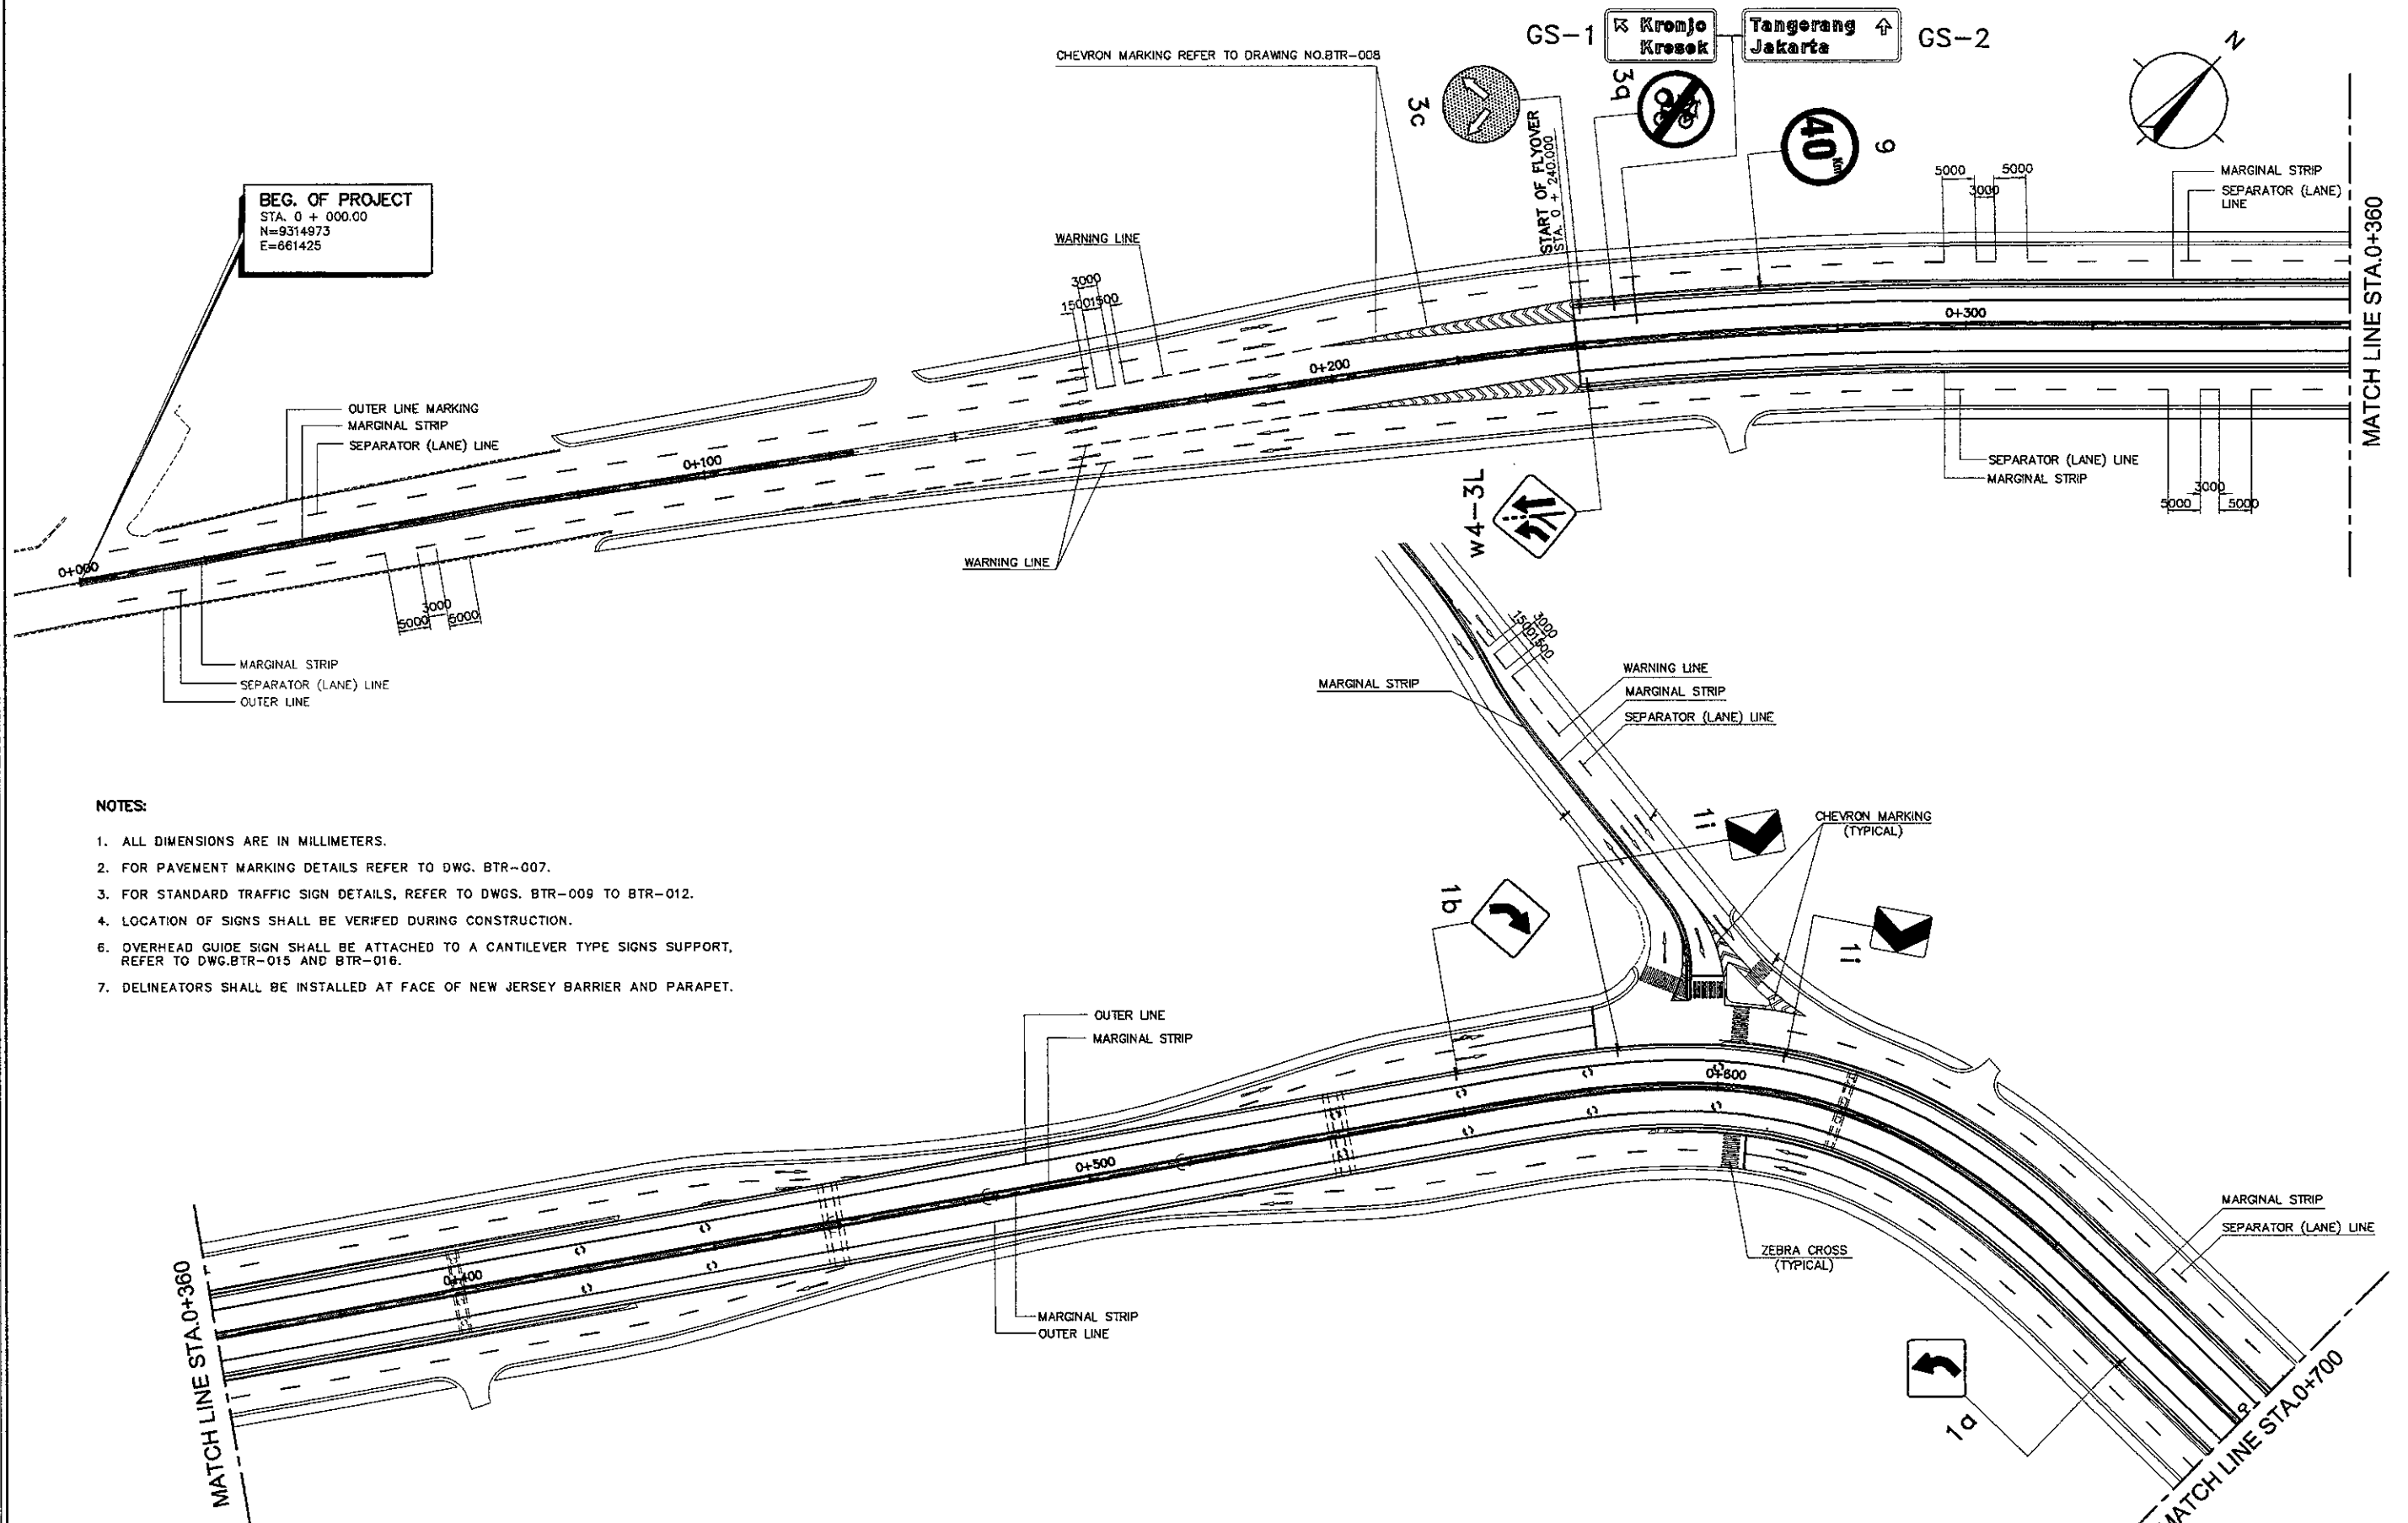 GS-1
Kronjo
Kresek
Tangerang
Jakarta
GS-2
N
CHEVRON MARKING REFER TO DRAWING NO.BTR-008
3c
3q
START OF FLYOVER
STA. 0 + 240.000
40
Km
9
5000
3000
5000
MARGINAL STRIP
SEPARATOR (LANE)
LINE
MATCH LINE STA.0+360
BEG. OF PROJECT
STA. 0 + 000.00
N=9314973
E=661425
WARNING LINE
3000
1500
1500
0+300
0+200
OUTER LINE MARKING
MARGINAL STRIP
SEPARATOR (LANE) LINE
0+100
SEPARATOR (LANE) LINE
MARGINAL STRIP
5000
3000
5000
W4-3L
WARNING LINE
0+000
5000
3000
5000
MARGINAL STRIP
SEPARATOR (LANE) LINE
OUTER LINE
1500
3000
1500
WARNING LINE
MARGINAL STRIP
SEPARATOR (LANE) LINE
MARGINAL STRIP
NOTES:
1. ALL DIMENSIONS ARE IN MILLIMETERS.
2. FOR PAVEMENT MARKING DETAILS REFER TO DWG. BTR-007.
3. FOR STANDARD TRAFFIC SIGN DETAILS, REFER TO DWGS. BTR-009 TO BTR-012.
4. LOCATION OF SIGNS SHALL BE VERIFED DURING CONSTRUCTION.
6. OVERHEAD GUIDE SIGN SHALL BE ATTACHED TO A CANTILEVER TYPE SIGNS SUPPORT,
REFER TO DWG.BTR-015 AND BTR-016.
7. DELINEATORS SHALL BE INSTALLED AT FACE OF NEW JERSEY BARRIER AND PARAPET.
1i
CHEVRON MARKING
(TYPICAL)
1b
1i
OUTER LINE
MARGINAL STRIP
0+600
0+500
0+400
ZEBRA CROSS
(TYPICAL)
MARGINAL STRIP
SEPARATOR (LANE) LINE
MARGINAL STRIP
OUTER LINE
MATCH LINE STA.0+360
1a
MATCH LINE STA.0+700